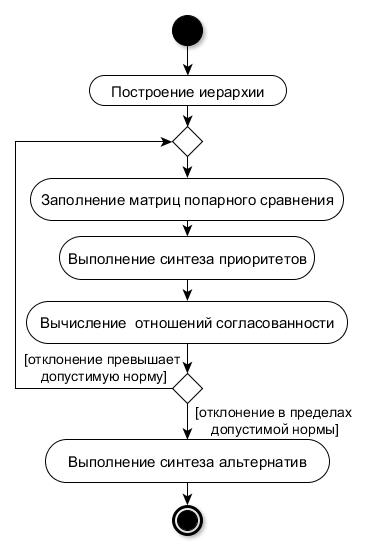 Построение иерархии
Заполнение матриц попарного сравнения
Выполнение синтеза приоритетов
Вычисление отношений согласованности
[отклонение превышает
допустимую норму]
[отклонение в пределах
допустимой нормы]
Выполнение синтеза альтернатив